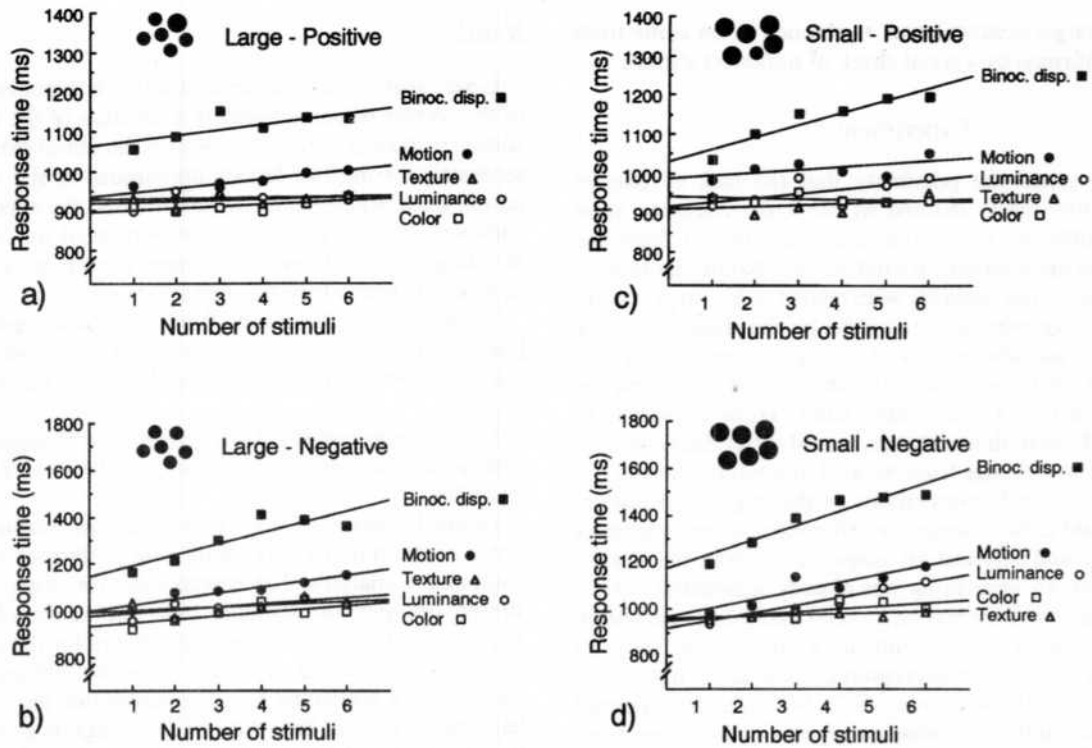 1400
1300
1200
1100
1000
900
800
Response time (ms)
Large - Positive
Binoc. disp.
Motion
Texture
Luminance
Color
1 2 3 4 5 6
Number of stimuli
a)
1400
1300
1200
1100
1000
900
800
Response time (ms)
Small - Positive
Binoc. disp.
Motion
Luminance
Texture
Color
1 2 3 4 5 6
Number of stimuli
c)
1800
1600
1400
1200
1000
800
Response time (ms)
Large - Negative
Binoc. disp.
Motion
Texture
Luminance
Color
1 2 3 4 5 6
Number of stimuli
b)
1800
1600
1400
1200
1000
800
Response time (ms)
Small - Negative
Binoc. disp.
Motion
Luminance
Color
Texture
1 2 3 4 5 6
Number of stimuli
d)